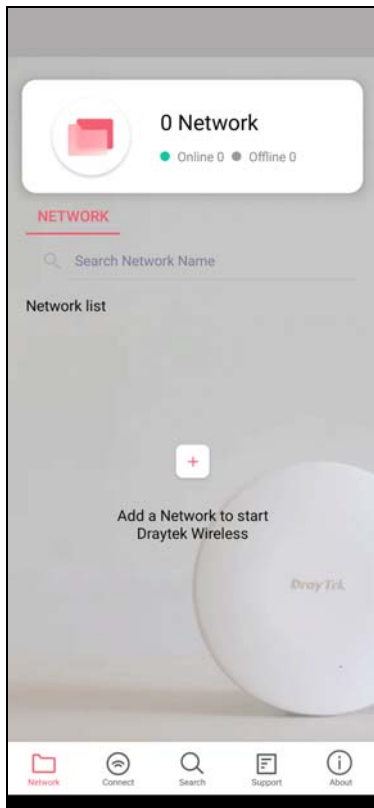 0 Network
Online 0 Offline 0
NETWORK
Search Network Name
Network list
+
Add a Network to start
Draytek Wireless
DrayTek
Network Connect Search Support About